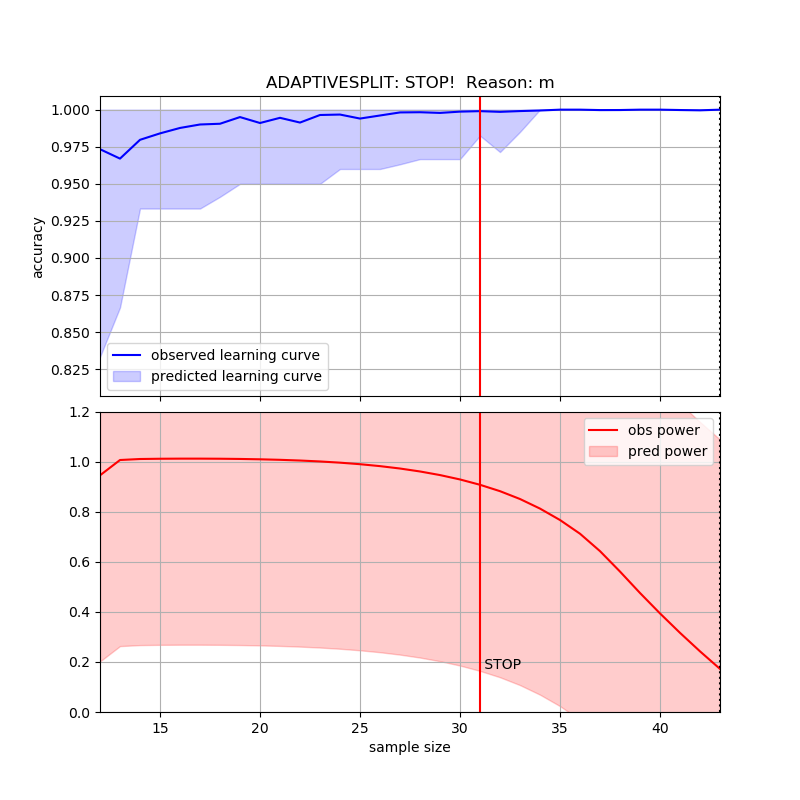 ADAPTIVESPLIT: STOP!  Reason: m
1.000
0.975
0.950
0.925
0.900
0.875
0.850
0.825
accuracy
observed learning curve
predicted learning curve
1.2
1.0
0.8
0.6
0.4
0.2
0.0
obs power
pred power
STOP
15 20 25 30 35 40
sample size